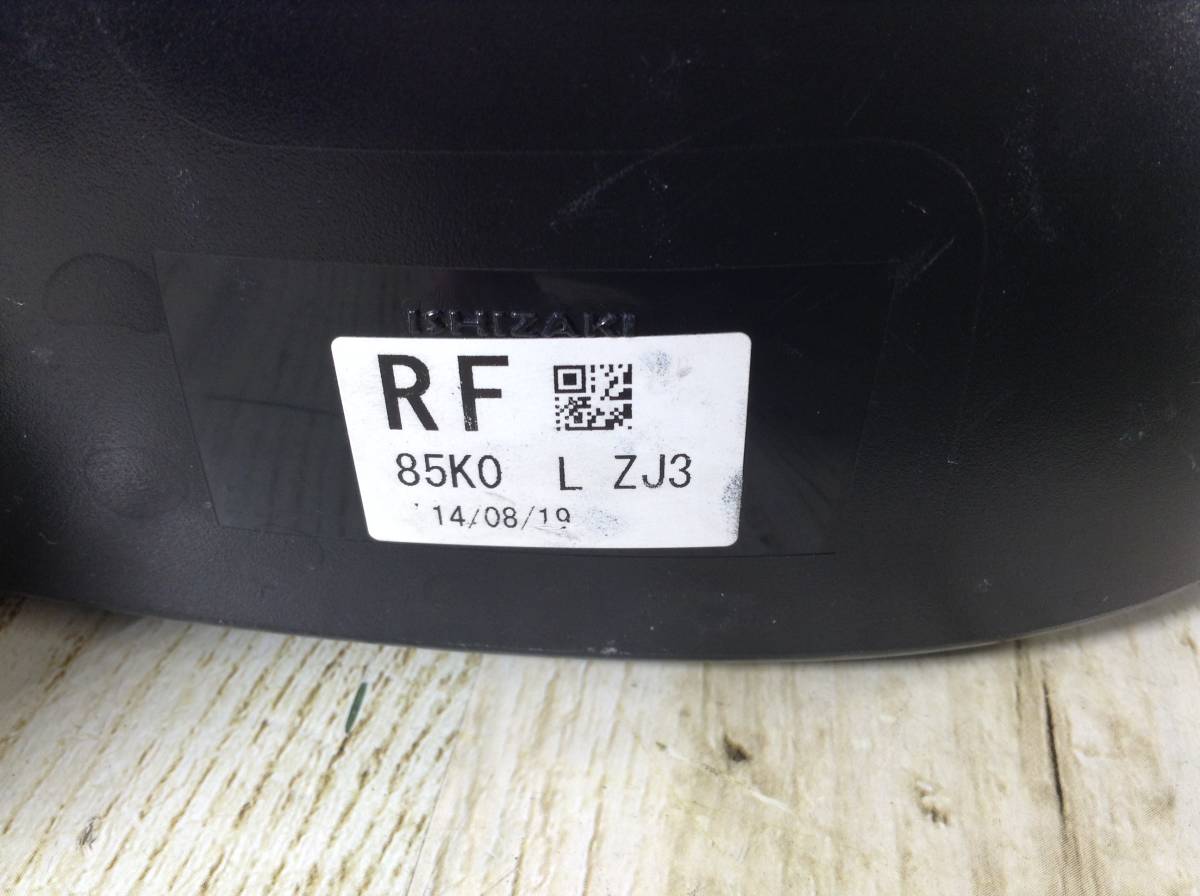 ISHIZAKI
RF
85K0 L ZJ3
14/08/19